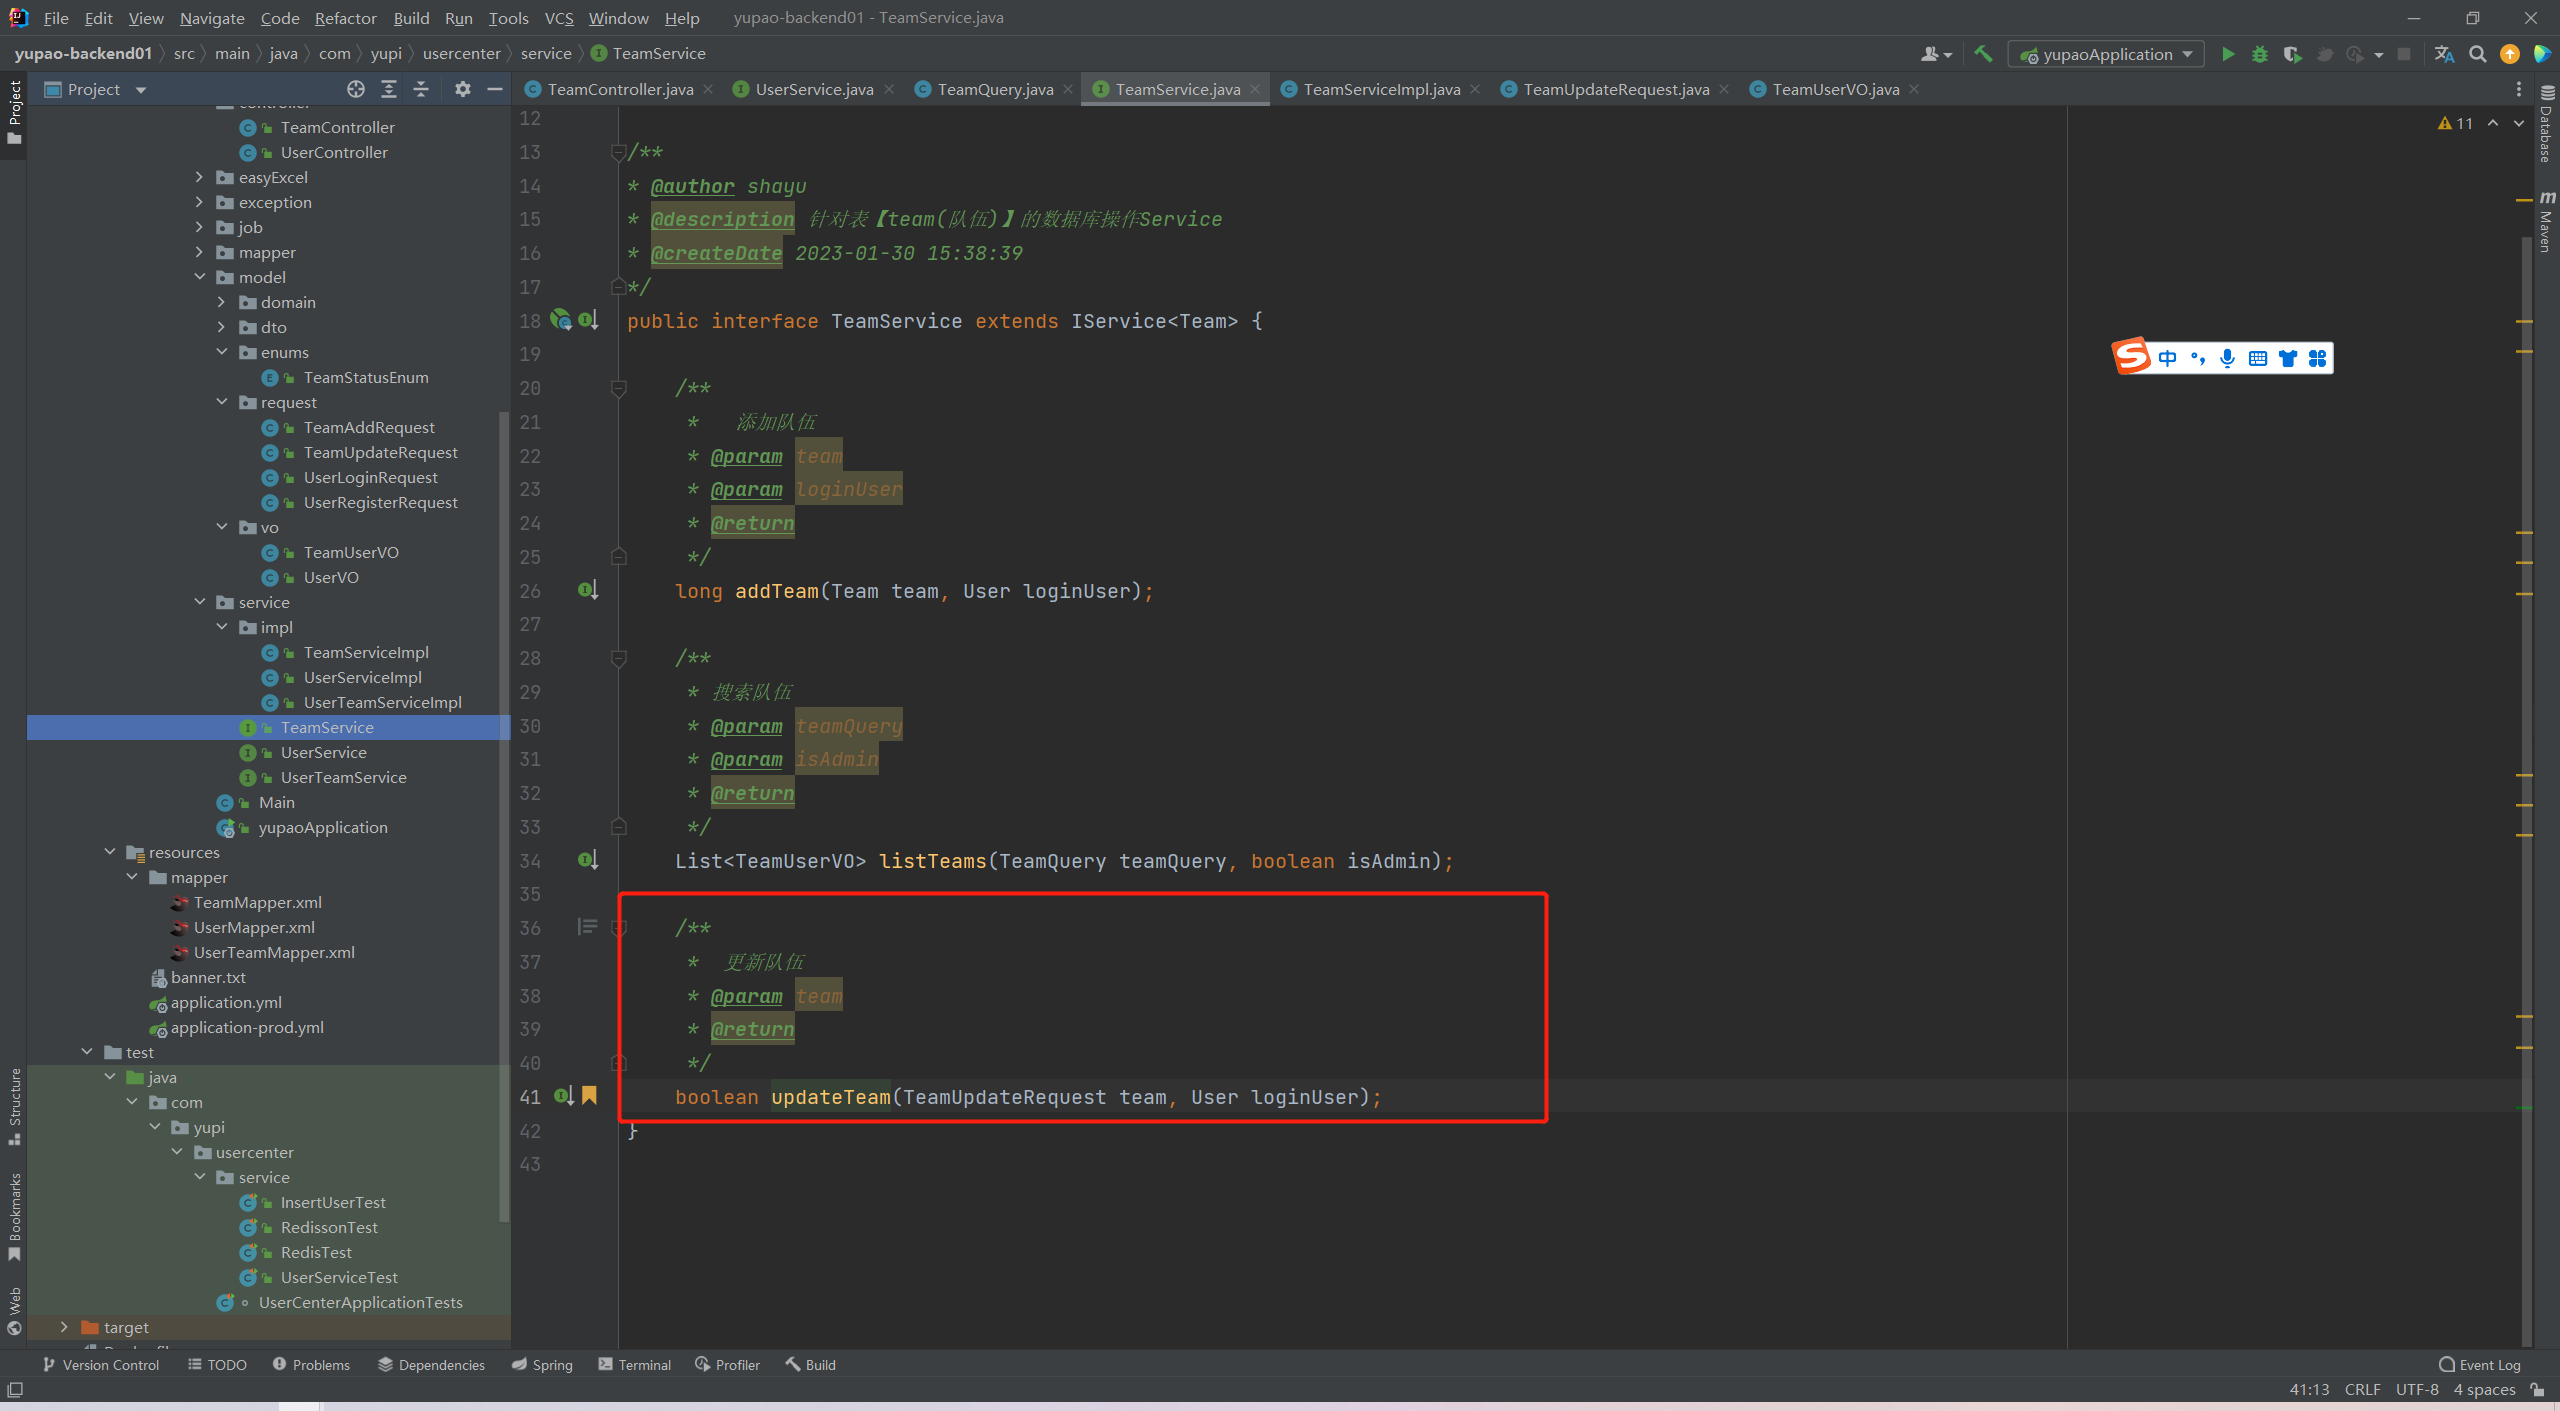 File Edit View Navigate Code Refactor Build Run Tools VCS Window Help yupao-backend01 - TeamService.java
yupao-backend01 src main java com yupi usercenter service TeamService
yupaoApplication
Project
TeamController.java UserService.java TeamQuery.java TeamService.java TeamServiceImpl.java TeamUpdateRequest.java TeamUserVO.java
Project
Structure
Bookmarks
Web
TeamController
UserController
easyExcel
exception
job
mapper
model
domain
dto
enums
TeamStatusEnum
request
TeamAddRequest
TeamUpdateRequest
UserLoginRequest
UserRegisterRequest
vo
TeamUserVO
UserVO
service
impl
TeamServiceImpl
UserServiceImpl
UserTeamServiceImpl
TeamService
UserService
UserTeamService
Main
yupaoApplication
resources
mapper
TeamMapper.xml
UserMapper.xml
UserTeamMapper.xml
banner.txt
application.yml
application-prod.yml
test
java
com
yupi
usercenter
service
InsertUserTest
RedissonTest
RedisTest
UserServiceTest
UserCenterApplicationTests
target
12
13 /**
14 * @author shayu
15 * @description 针对表【team(队伍)】的数据库操作Service
16 * @createDate 2023-01-30 15:38:39
17 */
18 public interface TeamService extends IService<Team> {
19
20 /**
21 * 添加队伍
22 * @param team
23 * @param loginUser
24 * @return
25 */
26 long addTeam(Team team, User loginUser);
27
28 /**
29 * 搜索队伍
30 * @param teamQuery
31 * @param isAdmin
32 * @return
33 */
34 List<TeamUserVO> listTeams(TeamQuery teamQuery, boolean isAdmin);
35
36 /**
37 * 更新队伍
38 * @param team
39 * @return
40 */
41 boolean updateTeam(TeamUpdateRequest team, User loginUser);
42 }
43
11
中
Database
Maven
Version Control TODO Problems Dependencies Spring Terminal Profiler Build Event Log
41:13 CRLF UTF-8 4 spaces